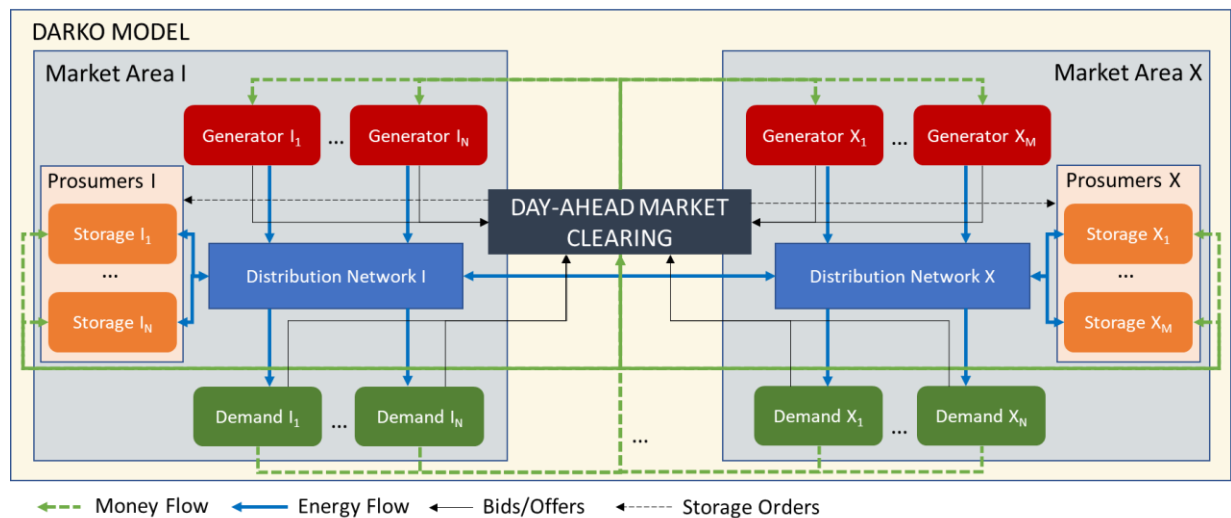 DARKO MODEL
Market Area I
Market Area X
Generator I₁
...
Generator Iₙ
Generator X₁
...
Generator Xₘ
Prosumers I
Prosumers X
DAY-AHEAD MARKET
CLEARING
Storage I₁
...
Storage Iₙ
Distribution Network I
Distribution Network X
Storage X₁
...
Storage Xₘ
Demand I₁
...
Demand Iₙ
...
Demand X₁
...
Demand Xₙ
Money Flow
Energy Flow
Bids/Offers
Storage Orders